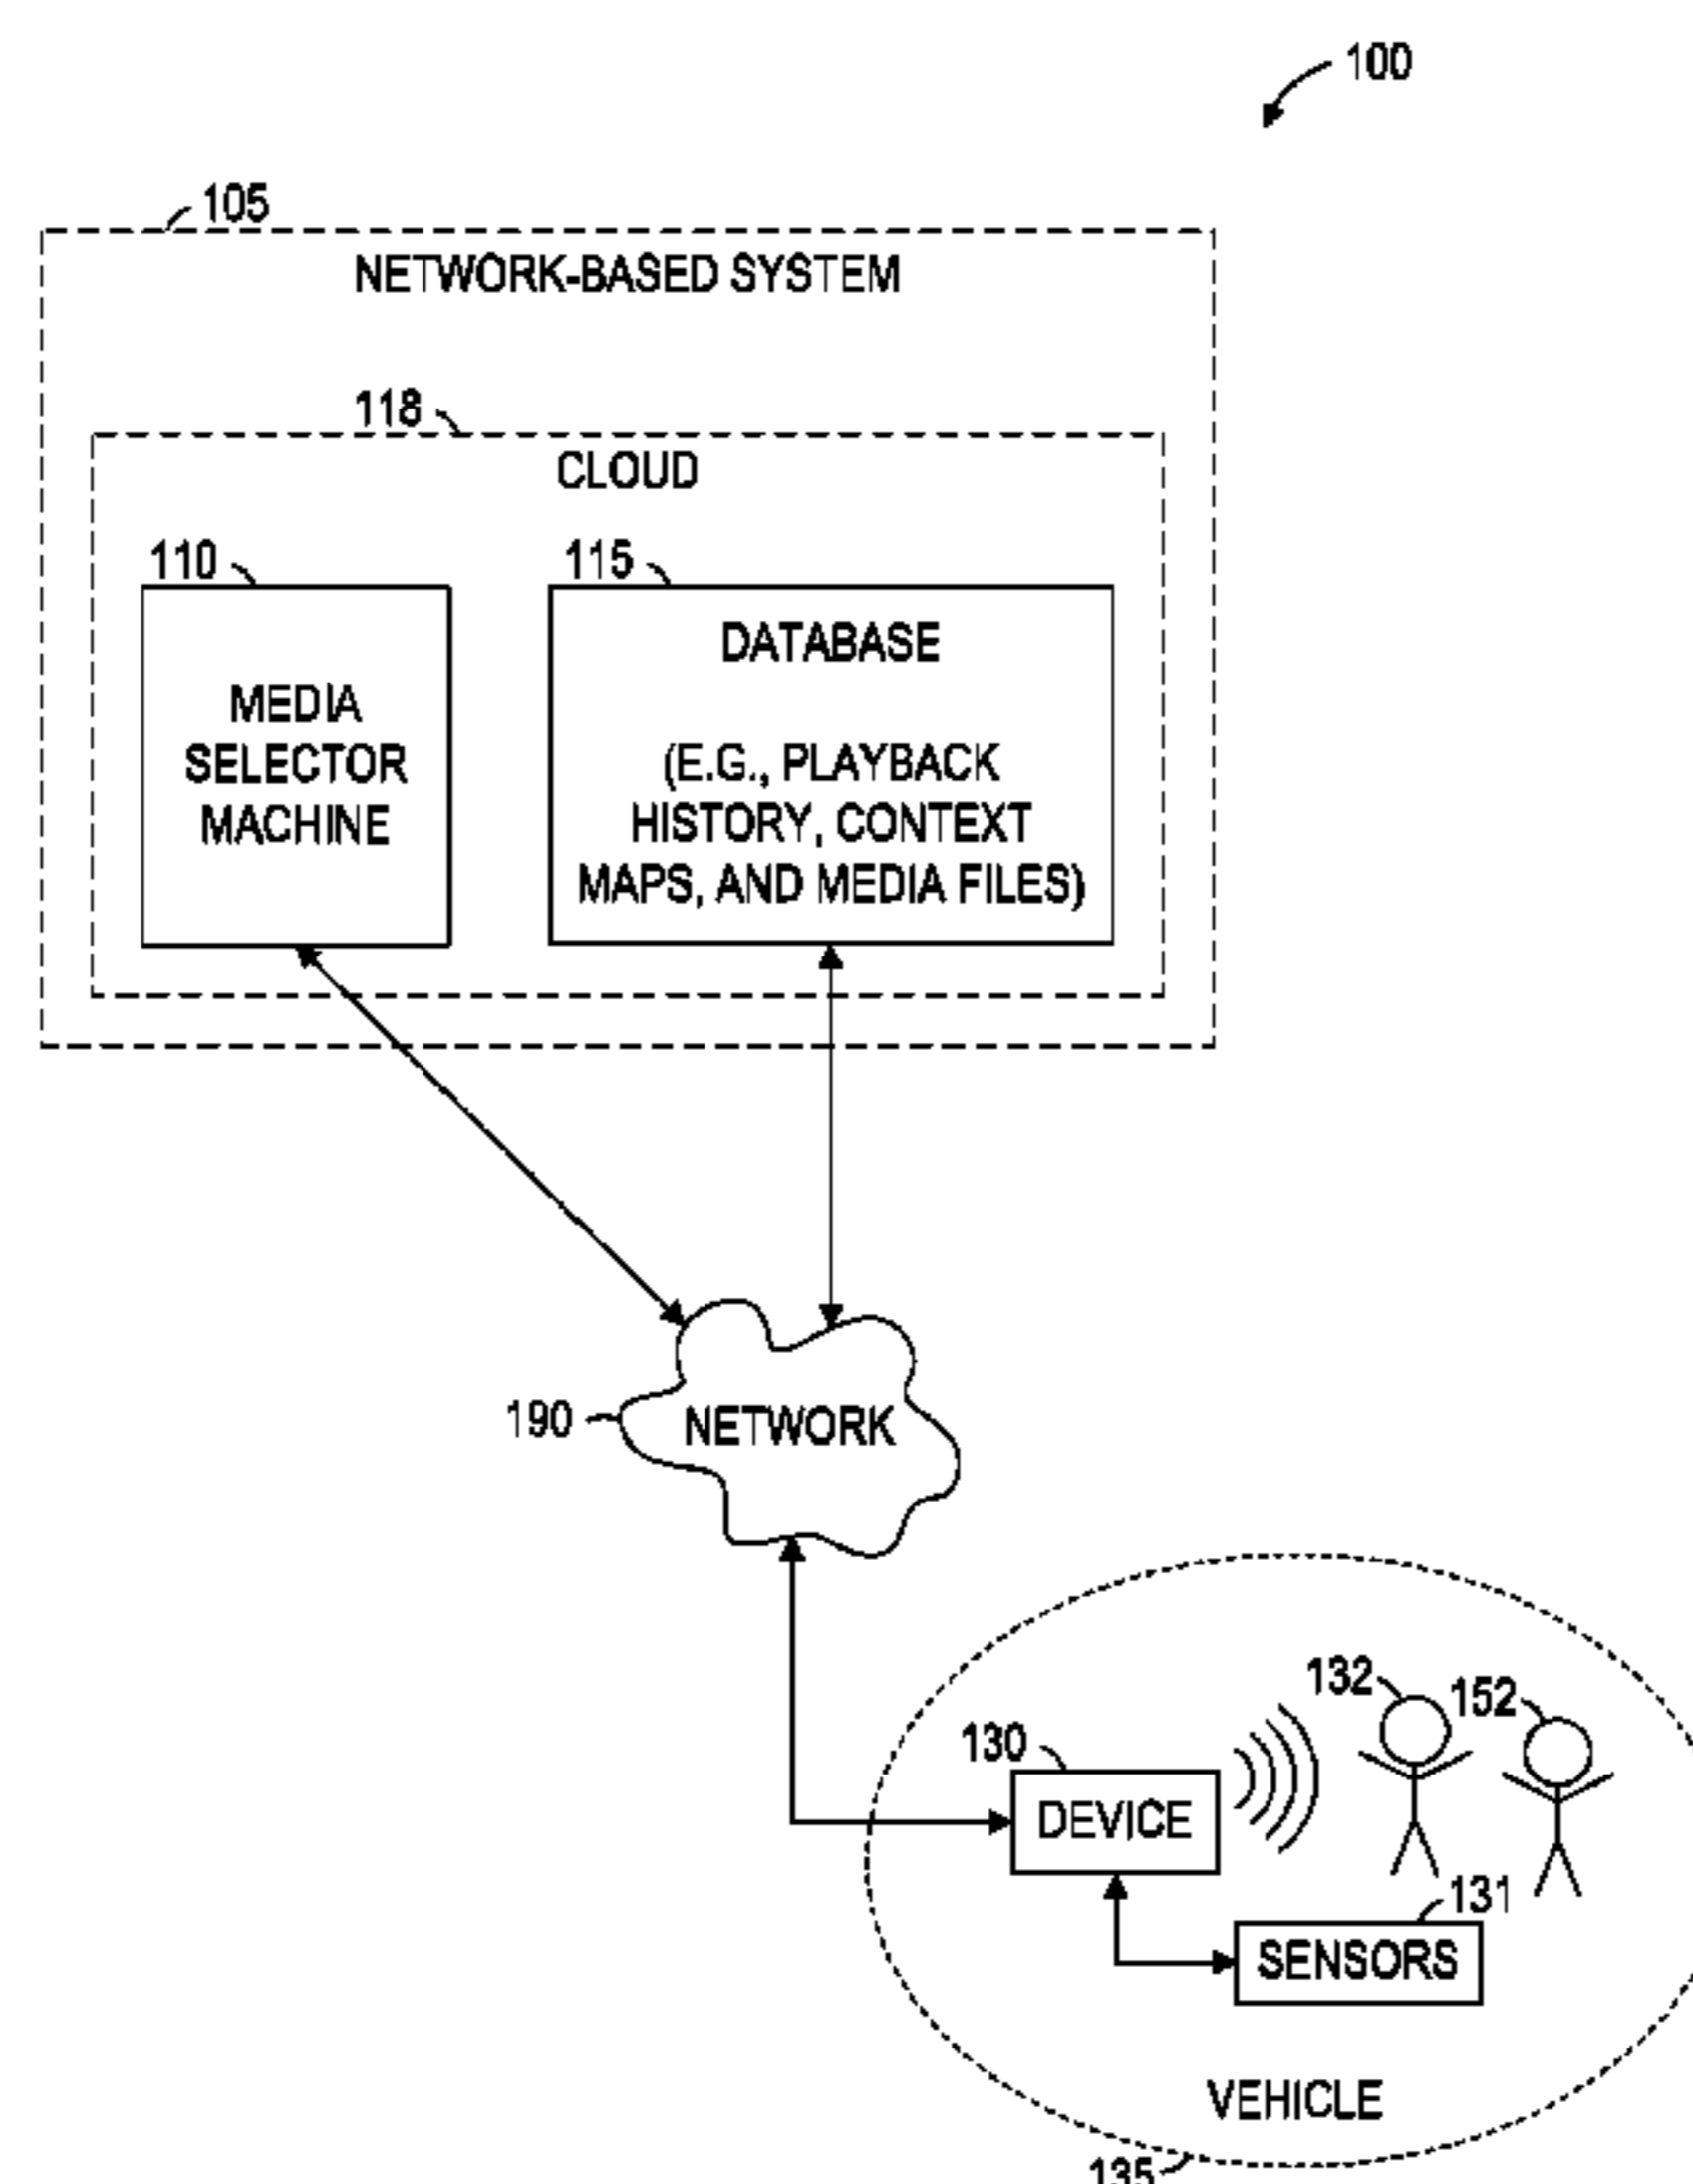 100
105
NETWORK-BASED SYSTEM
118
CLOUD
110
115
MEDIA
SELECTOR
MACHINE
DATABASE
(E.G., PLAYBACK
HISTORY, CONTEXT
MAPS, AND MEDIA FILES)
190
NETWORK
132
152
130
DEVICE
131
SENSORS
VEHICLE
135